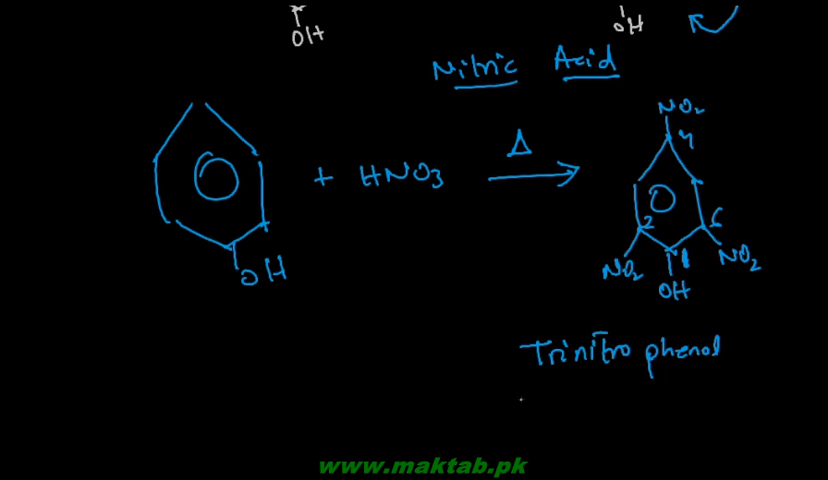 OH
OH
Nitric Acid
NO2
4
+ HNO3
Δ
2
6
NO2
1
NO2
OH
OH
Trinitro phenol
www.maktab.pk